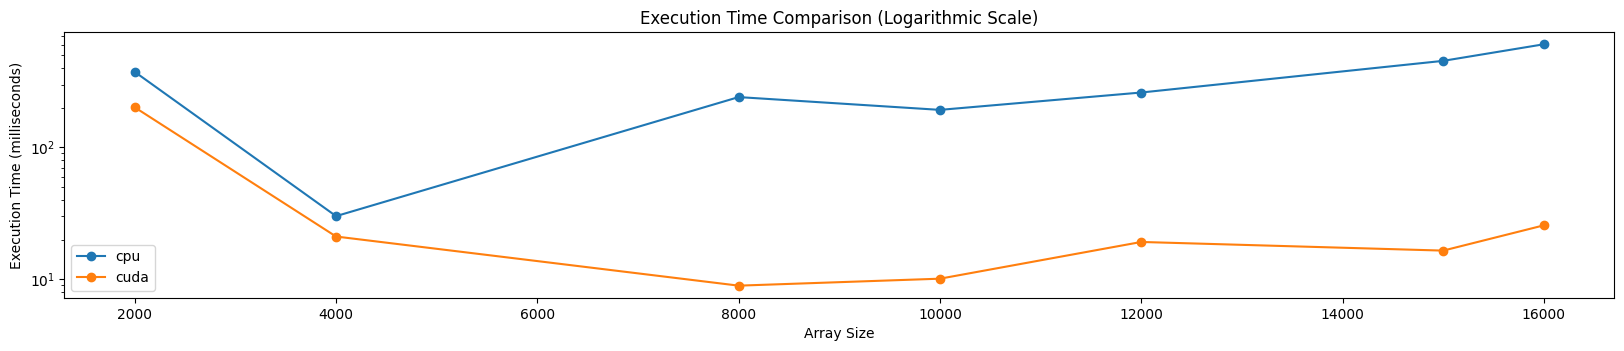 Execution Time Comparison (Logarithmic Scale)
Execution Time (milliseconds)
10²
10¹
cpu
cuda
2000 4000 6000 8000 10000 12000 14000 16000
Array Size